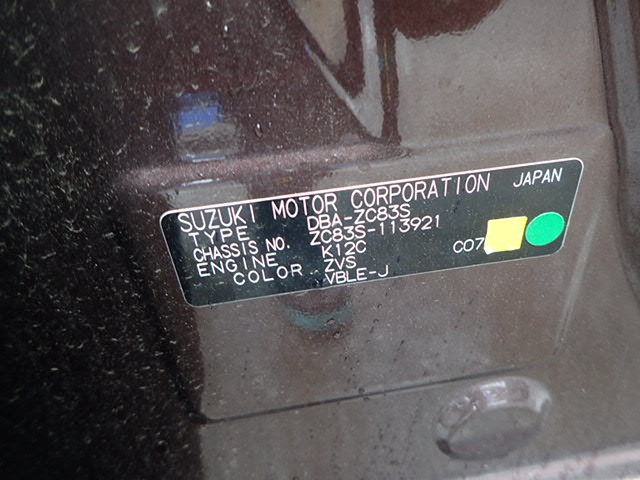 SUZUKI MOTOR CORPORATION JAPAN
TYPE DBA-ZC83S
CHASSIS NO. ZC83S-113921
ENGINE K12C
COLOR ZVS C07
VBLE-J